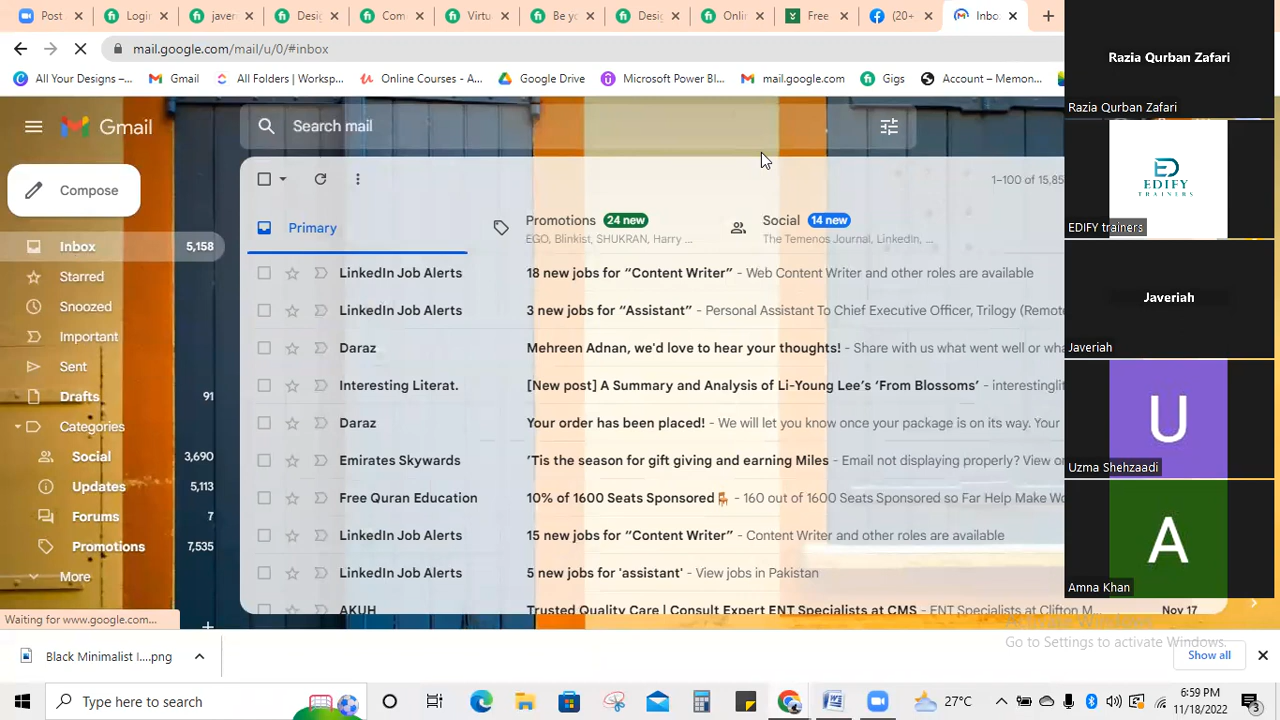 Post
Login
javer
Desig
Com
Virtu
Be yo
Desig
Onli
Free
(20+
Inbo
mail.google.com/mail/u/0/#inbox
All Your Designs –...
Gmail
All Folders | Worksp...
Online Courses - A...
Google Drive
Microsoft Power Bl...
mail.google.com
Gigs
Account – Memon...
Gmail
Search mail
Compose
1–100 of 15,85
Inbox 5,158
Starred
Snoozed
Important
Sent
Drafts 91
Categories
Social 3,690
Updates 5,113
Forums 7
Promotions 7,535
More
Primary
Promotions 24 new
EGO, Blinkist, SHUKRAN, Harry ...
Social 14 new
The Temenos Journal, Linkedin, ...
LinkedIn Job Alerts 18 new jobs for “Content Writer” - Web Content Writer and other roles are available
LinkedIn Job Alerts 3 new jobs for “Assistant” - Personal Assistant To Chief Executive Officer, Trilogy (Remot
Daraz Mehreen Adnan, we'd love to hear your thoughts! - Share with us what went well or wha
Interesting Literat. [New post] A Summary and Analysis of Li-Young Lee’s ‘From Blossoms’ - interestinglit
Daraz Your order has been placed! - We will let you know once your package is on its way. Your
Emirates Skywards ’Tis the season for gift giving and earning Miles - Email not displaying properly? View on
Free Quran Education 10% of 1600 Seats Sponsored - 160 out of 1600 Seats Sponsored so Far Help Make Wo
LinkedIn Job Alerts 15 new jobs for “Content Writer” - Content Writer and other roles are available
LinkedIn Job Alerts 5 new jobs for 'assistant' - View jobs in Pakistan
AKUH Trusted Quality Care | Consult Expert ENT Specialists at CMS - ENT Specialists at Clifton M... Nov 17
Waiting for www.google.com...
Activate Windows
Go to Settings to activate Windows.
Black Minimalist I....png
Show all
Type here to search
27°C
6:59 PM
11/18/2022
3
Razia Qurban Zafari
Razia Qurban Zafari
ED
EDIFY
TRAINERS
EDIFY trainers
Javeriah
Javeriah
U
Uzma Shehzaadi
A
Amna Khan